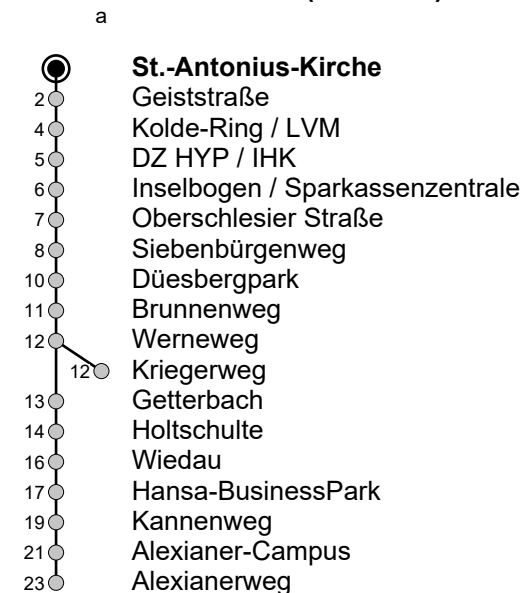 a
St.-Antonius-Kirche
2 Geiststraße
4 Kolde-Ring / LVM
5 DZ HYP / IHK
6 Inselbogen / Sparkassenzentrale
7 Oberschlesier Straße
8 Siebenbürgenweg
10 Düesbergpark
11 Brunnenweg
12 Werneweg
12 Kriegerweg
13 Getterbach
14 Holtschulte
16 Wiedau
17 Hansa-BusinessPark
19 Kannenweg
21 Alexianer-Campus
23 Alexianerweg